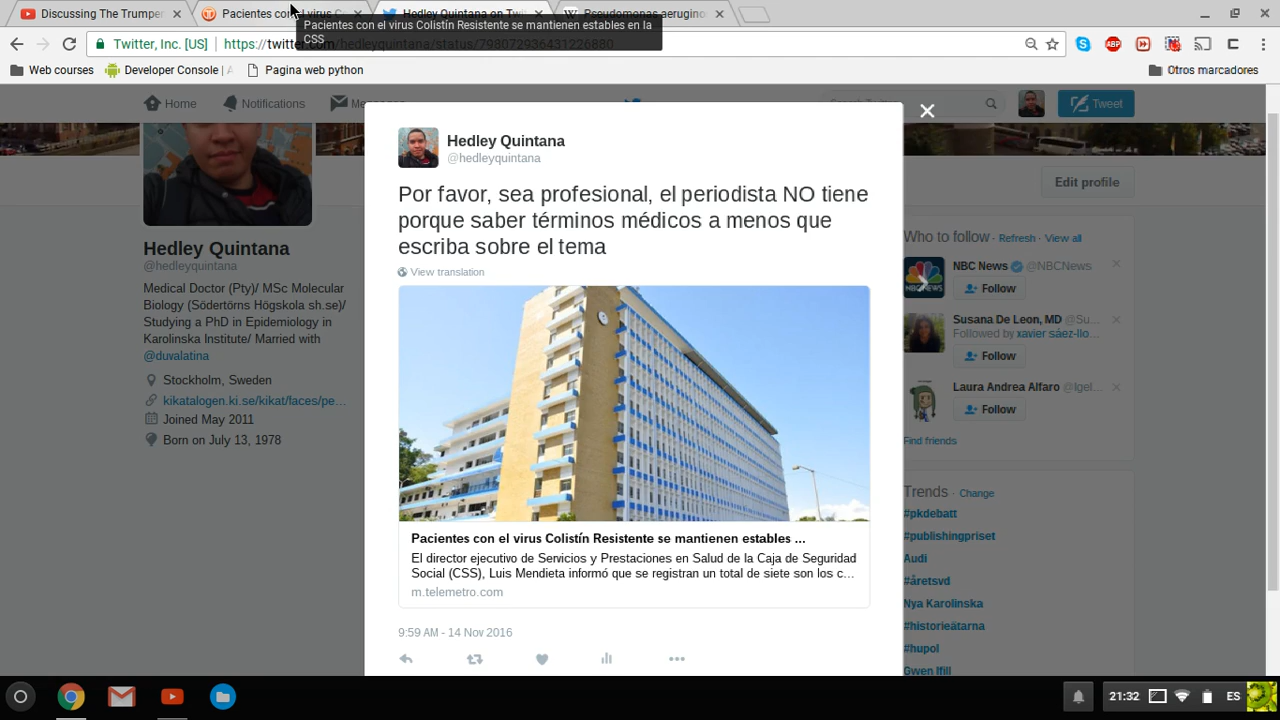 Discussing The Trumper
Pacientes con el virus C
Hedley Quintana on Twi
Pseudomonas aerugino
Pacientes con el virus Colistín Resistente se mantienen estables en la
CSS
Twitter, Inc. [US]
https://twitter.com/hedleyquintana/status/798072936431226880
ABP
Web courses
Developer Console | A
Pagina web python
Otros marcadores
Home
Notifications
Tweet
Edit profile
Hedley Quintana
@hedleyquintana
Medical Doctor (Pty)/ MSc Molecular
Biology (Södertörns Högskola sh.se)/
Studying a PhD in Epidemiology in
Karolinska Institute/ Married with
@duvalatina
Stockholm, Sweden
kikatalogen.ki.se/kikat/faces/pe…
Joined May 2011
Born on July 13, 1978
Hedley Quintana
@hedleyquintana
Por favor, sea profesional, el periodista NO tiene
porque saber términos médicos a menos que
escriba sobre el tema
View translation
Pacientes con el virus Colistín Resistente se mantienen estables ...
El director ejecutivo de Servicios y Prestaciones en Salud de la Caja de Seguridad
Social (CSS), Luis Mendieta informó que se registran un total de siete son los c...
m.telemetro.com
9:59 AM - 14 Nov 2016
Who to follow · Refresh · View all
NBC News @NBCNews
Follow
Susana De Leon, MD @Su...
Followed by xavier sáez-llo...
Follow
Laura Andrea Alfaro @lgel...
Follow
Find friends
Trends · Change
#pkdebatt
#publishingpriset
Audi
#åretsvd
Nya Karolinska
#historieätarna
#hupol
Gwen Ifill
21:32
ES